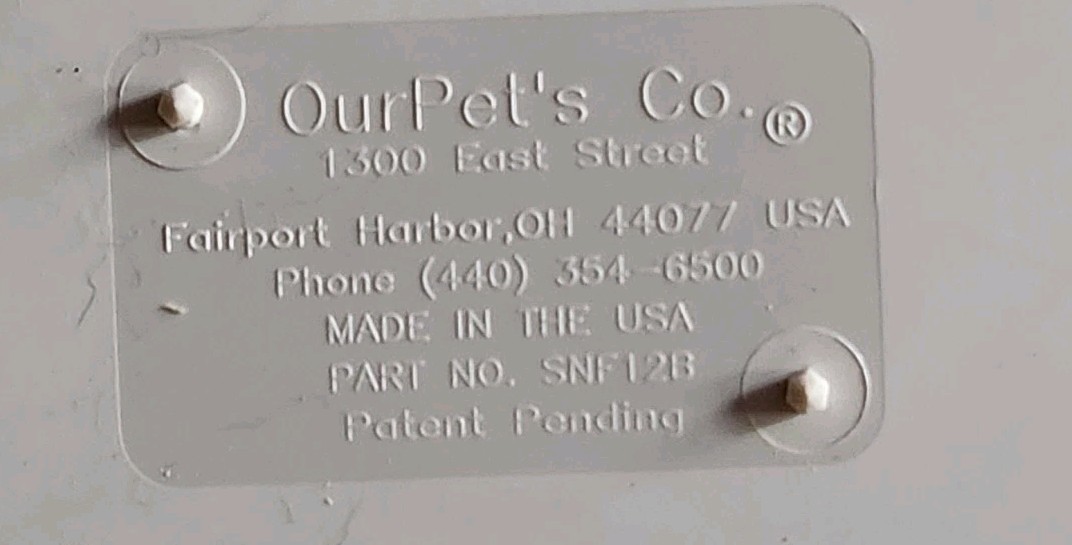 OurPet's Co.®
1300 East Street
Fairport Harbor,OH 44077 USA
Phone (440) 354-6500
MADE IN THE USA
PART NO. SNF12B
Patent Pending